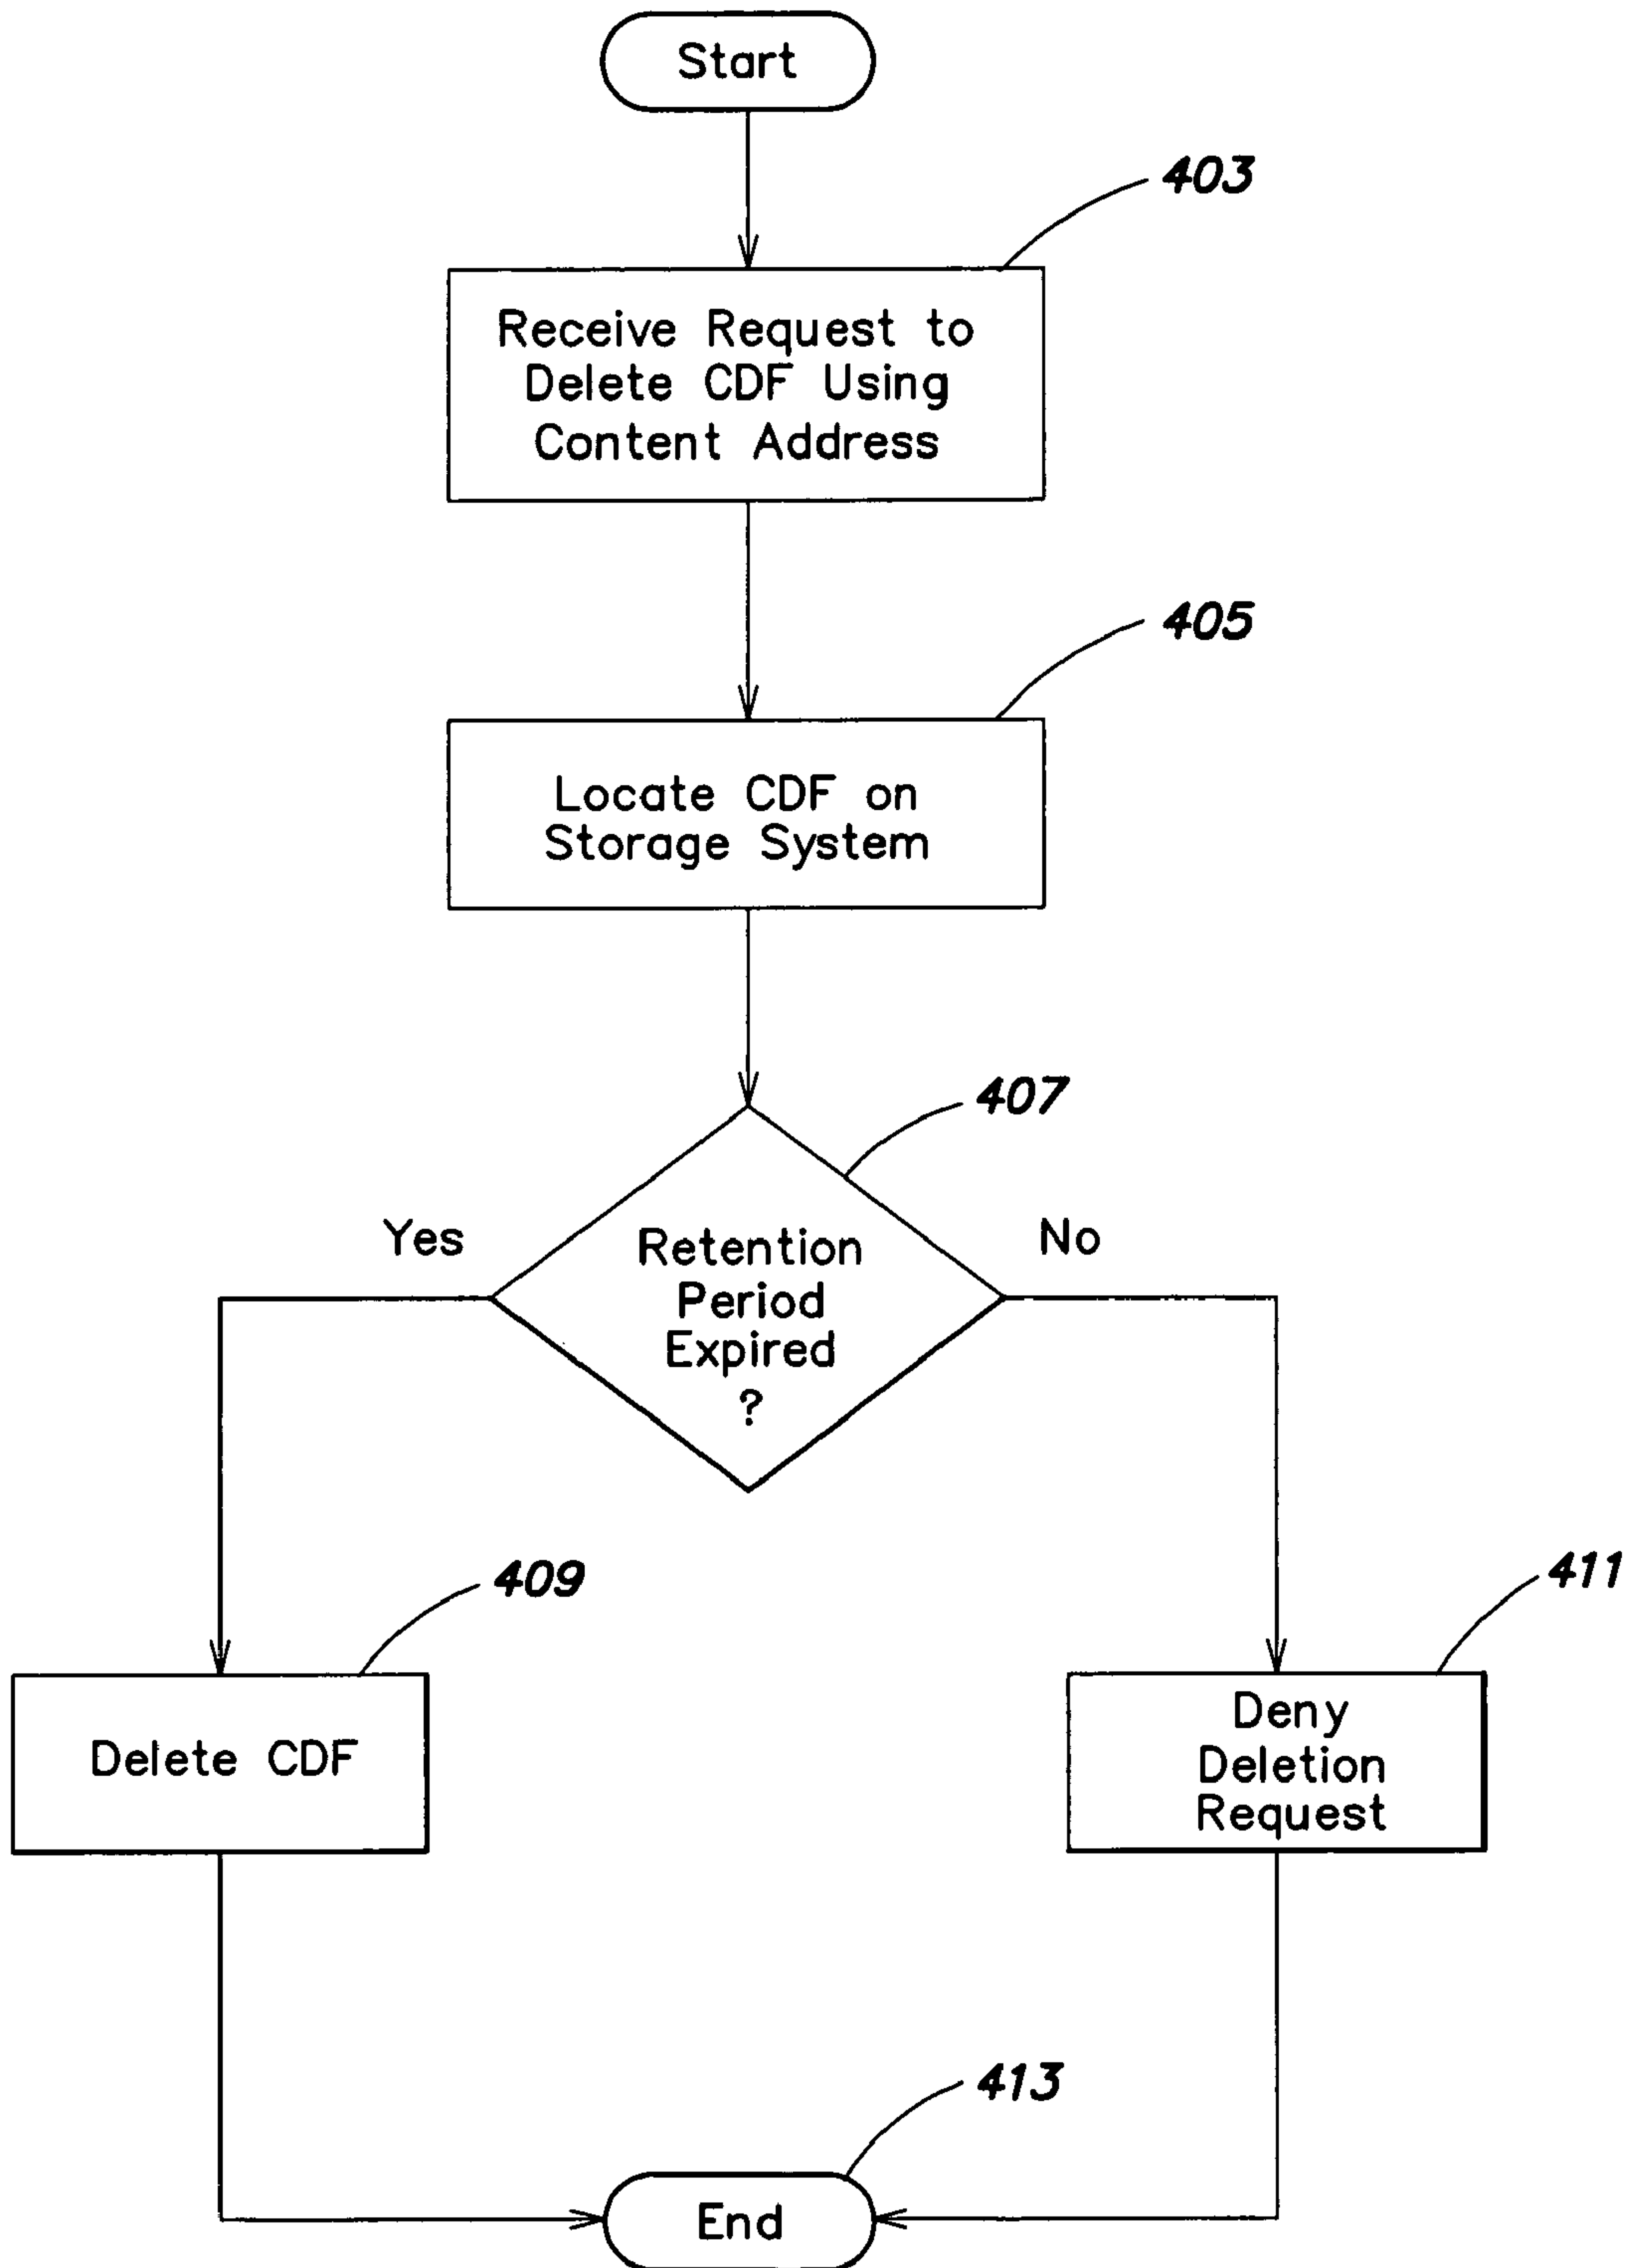 Start
403
Receive Request to
Delete CDF Using
Content Address
405
Locate CDF on
Storage System
407
Yes
No
Retention
Period
Expired
?
409
411
Delete CDF
Deny
Deletion
Request
413
End